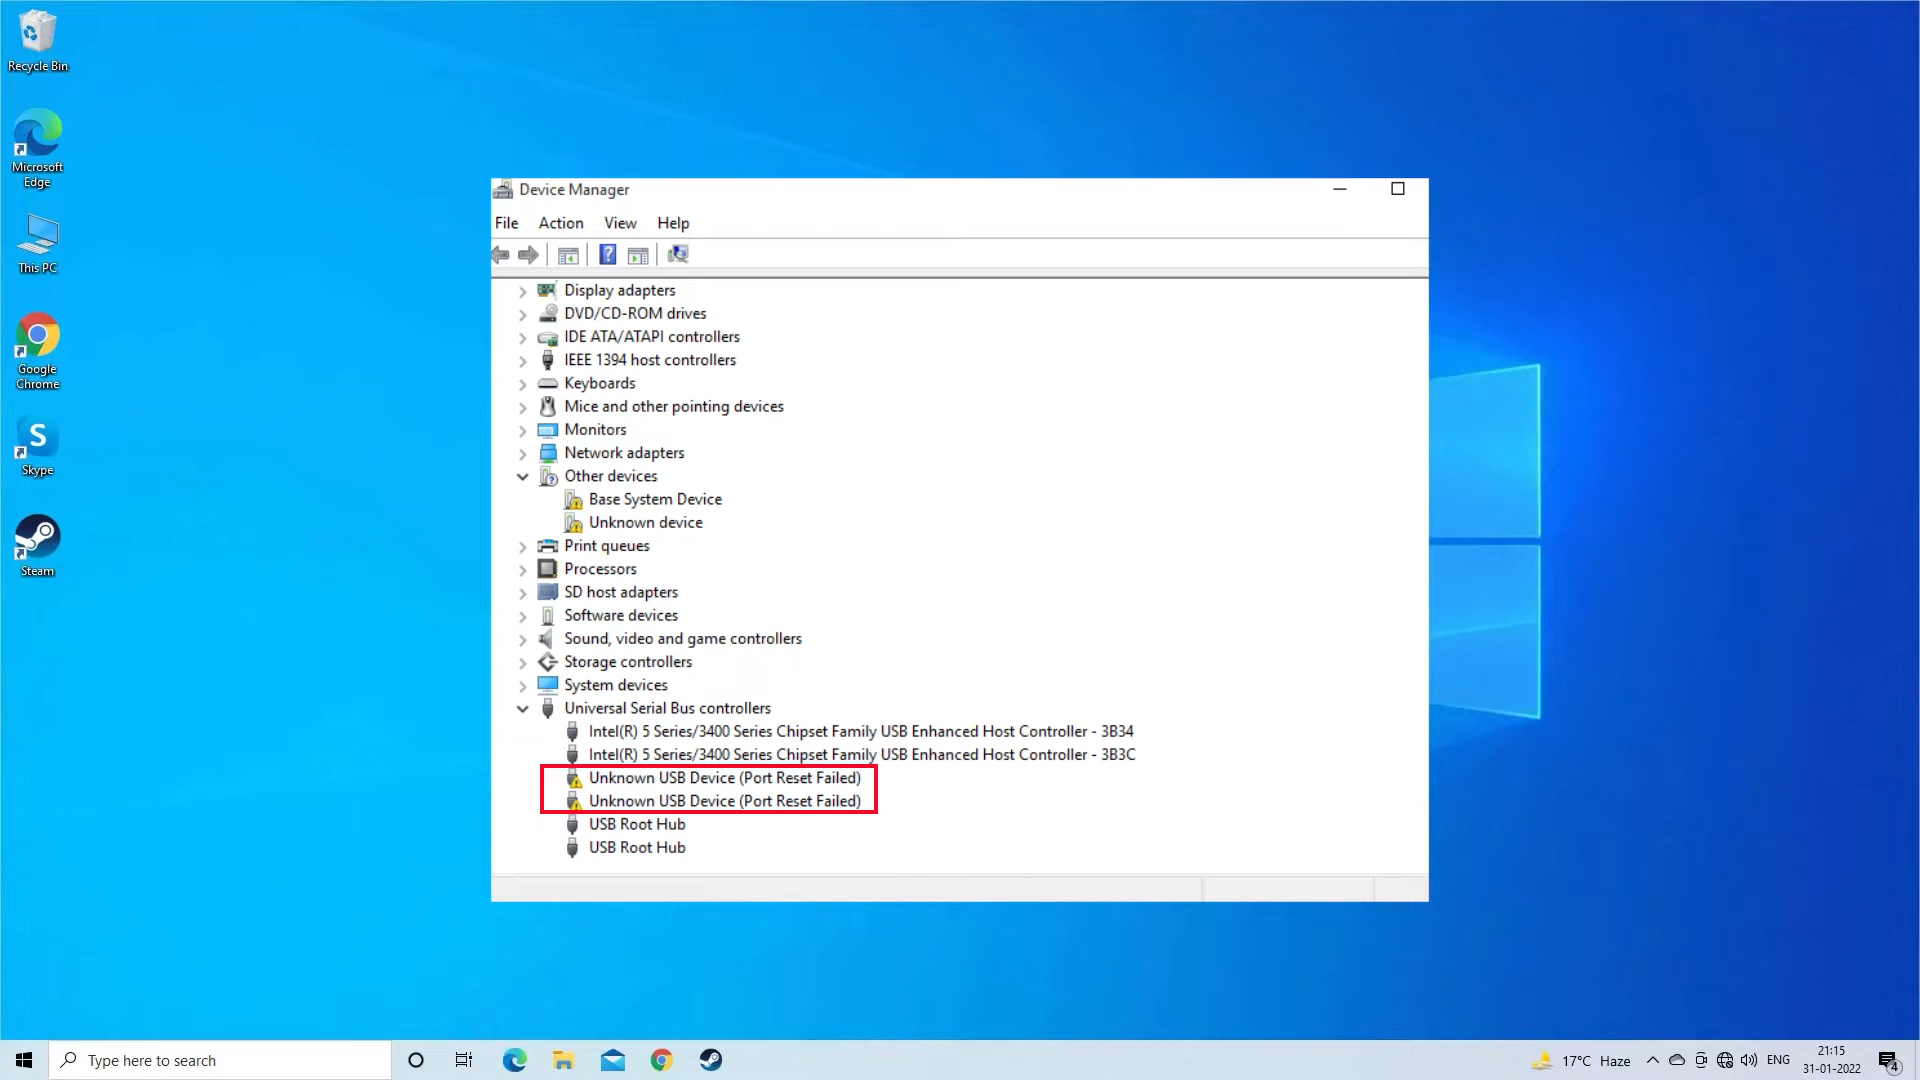 Recycle Bin
Microsoft
Edge
This PC
Google
Chrome
S
Skype
Steam
Device Manager
File Action View Help
Display adapters
DVD/CD-ROM drives
IDE ATA/ATAPI controllers
IEEE 1394 host controllers
Keyboards
Mice and other pointing devices
Monitors
Network adapters
Other devices
Base System Device
Unknown device
Print queues
Processors
SD host adapters
Software devices
Sound, video and game controllers
Storage controllers
System devices
Universal Serial Bus controllers
Intel(R) 5 Series/3400 Series Chipset Family USB Enhanced Host Controller - 3B34
Intel(R) 5 Series/3400 Series Chipset Family USB Enhanced Host Controller - 3B3C
Unknown USB Device (Port Reset Failed)
Unknown USB Device (Port Reset Failed)
USB Root Hub
USB Root Hub
Type here to search
17°C Haze
ENG
21:15
31-01-2022
4